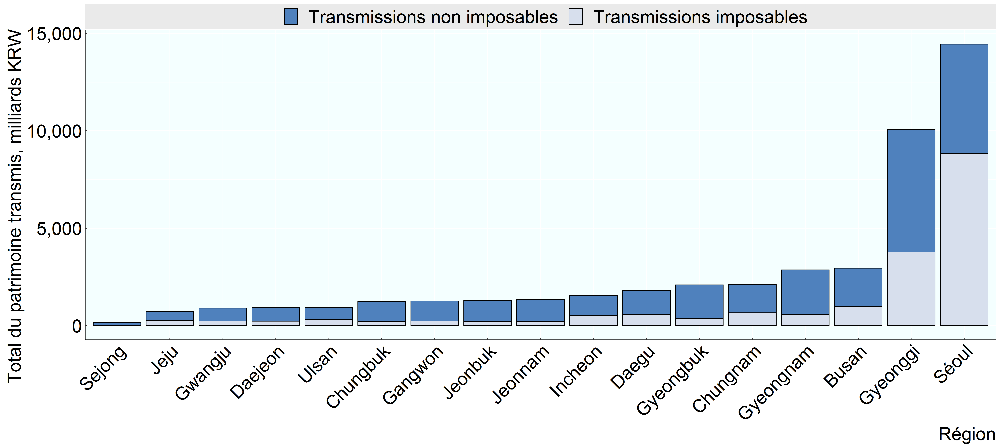 Transmissions non imposables
Transmissions imposables
Total du patrimoine transmis, milliards KRW
15,000
10,000
5,000
0
Sejong
Jeju
Gwangju
Daejeon
Ulsan
Chungbuk
Gangwon
Jeonbuk
Jeonnam
Incheon
Daegu
Gyeongbuk
Chungnam
Gyeongnam
Busan
Gyeonggi
Séoul
Région